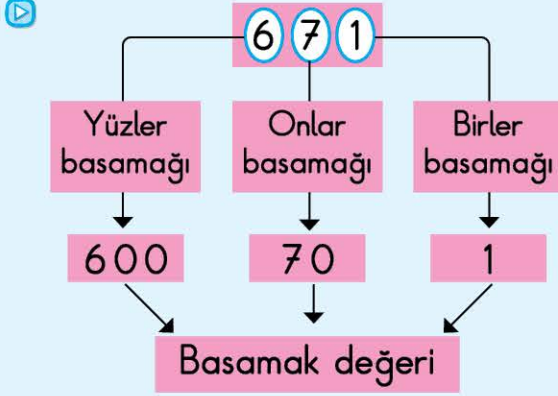 6 7 1
Yüzler basamağı
Onlar basamağı
Birler basamağı
600
70
1
Basamak değeri